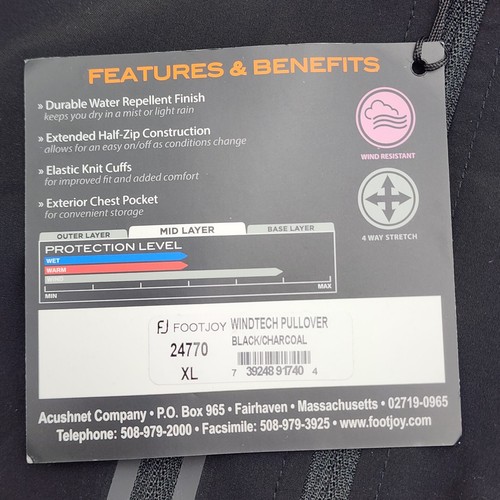 FEATURES & BENEFITS
» Durable Water Repellent Finish
keeps you dry in a mist or light rain
» Extended Half-Zip Construction
allows for an easy on/off as conditions change
» Elastic Knit Cuffs
for improved fit and added comfort
» Exterior Chest Pocket
for convenient storage
WIND RESISTANT
4 WAY STRETCH
OUTER LAYER MID LAYER BASE LAYER
PROTECTION LEVEL
WET
WARM
WIND
MIN MAX
FJ FOOTJOY WINDTECH PULLOVER
24770 BLACK/CHARCOAL
XL 7 39248 91740 4
Acushnet Company • P.O. Box 965 • Fairhaven • Massachusetts • 02719-0965
Telephone: 508-979-2000 • Facsimile: 508-979-3925 • www.footjoy.com